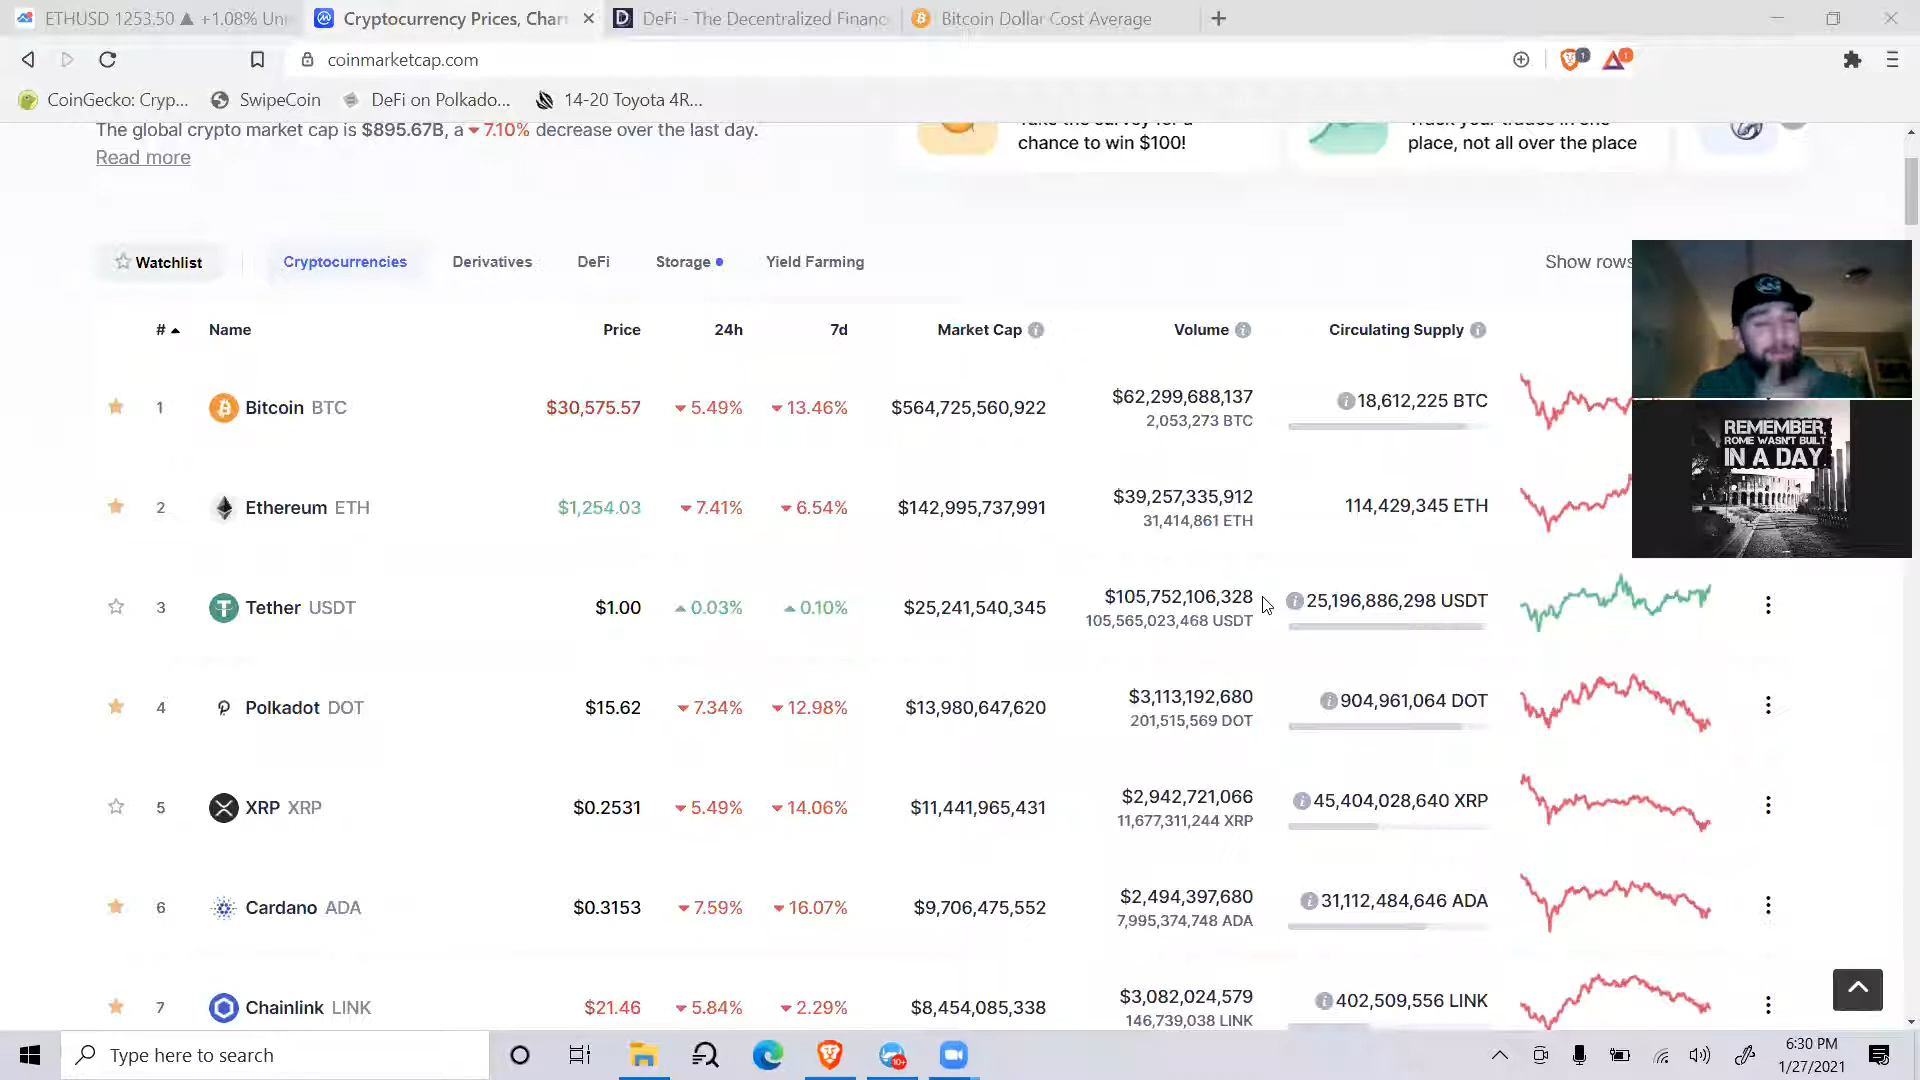 ETHUSD 1253.50 ▲ +1.08% Un
Cryptocurrency Prices, Char
DeFi - The Decentralized Financ
Bitcoin Dollar Cost Average
coinmarketcap.com
1
1
CoinGecko: Cryp...
SwipeCoin
DeFi on Polkado...
14-20 Toyota 4R...
The global crypto market cap is $895.67B, a ▼ 7.10% decrease over the last day.
Read more
Take the survey for a
chance to win $100!
Track your trades in one
place, not all over the place
Watchlist
Cryptocurrencies
Derivatives
DeFi
Storage
Yield Farming
Show rows
# Name Price 24h 7d Market Cap Volume Circulating Supply
1 Bitcoin BTC $30,575.57 ▼ 5.49% ▼ 13.46% $564,725,560,922 $62,299,688,137 18,612,225 BTC
2,053,273 BTC
2 Ethereum ETH $1,254.03 ▼ 7.41% ▼ 6.54% $142,995,737,991 $39,257,335,912 114,429,345 ETH
31,414,861 ETH
3 Tether USDT $1.00 ▲ 0.03% ▲ 0.10% $25,241,540,345 $105,752,106,328 25,196,886,298 USDT
105,565,023,468 USDT
4 Polkadot DOT $15.62 ▼ 7.34% ▼ 12.98% $13,980,647,620 $3,113,192,680 904,961,064 DOT
201,515,569 DOT
5 XRP XRP $0.2531 ▼ 5.49% ▼ 14.06% $11,441,965,431 $2,942,721,066 45,404,028,640 XRP
11,677,311,244 XRP
6 Cardano ADA $0.3153 ▼ 7.59% ▼ 16.07% $9,706,475,552 $2,494,397,680 31,112,484,646 ADA
7,995,374,748 ADA
7 Chainlink LINK $21.46 ▼ 5.84% ▼ 2.29% $8,454,085,338 $3,082,024,579 402,509,556 LINK
146,739,038 LINK
REMEMBER,
ROME WASN'T BUILT
IN A DAY
Type here to search
10+
6:30 PM
1/27/2021